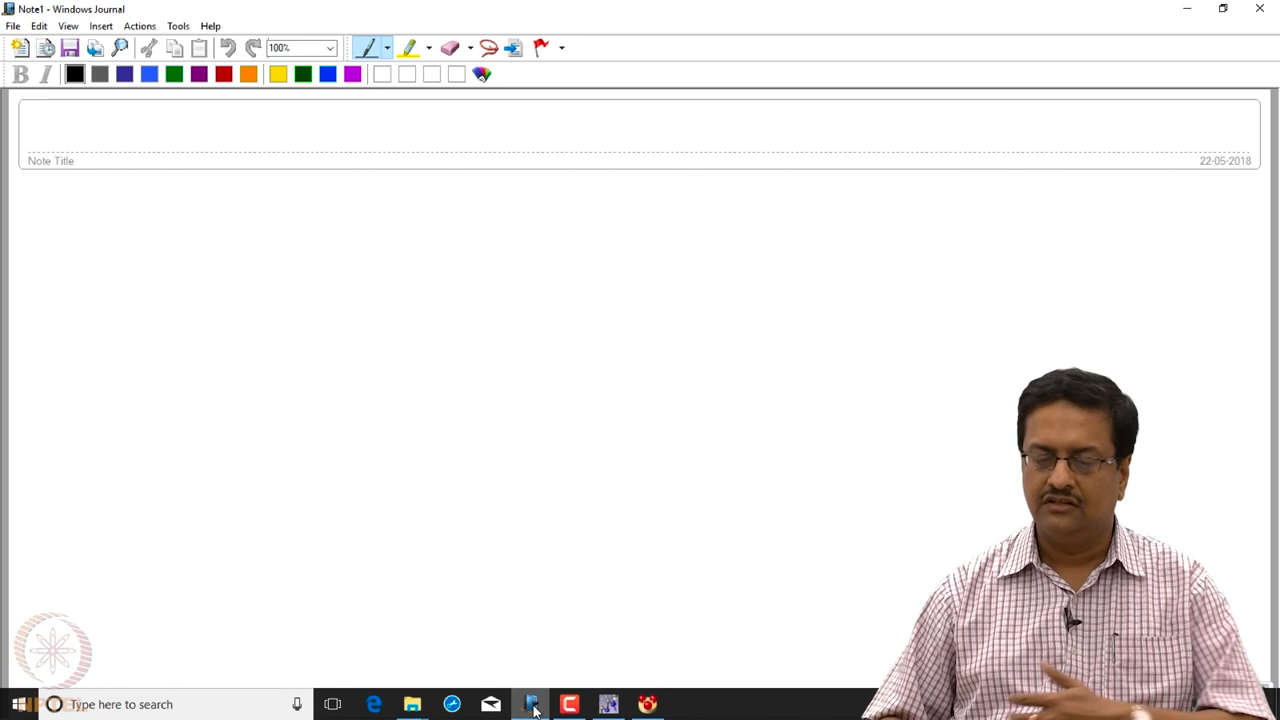 Note1 - Windows Journal
File Edit View Insert Actions Tools Help
100%
B I
Note Title 22-05-2018
Type here to search